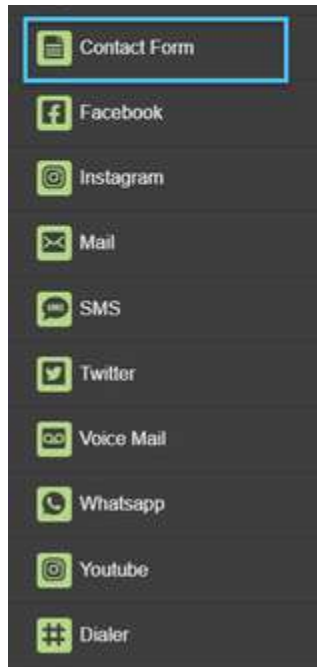 Contact Form
Facebook
Instagram
Mail
SMS
Twitter
Voice Mail
Whatsapp
Youtube
Dialer